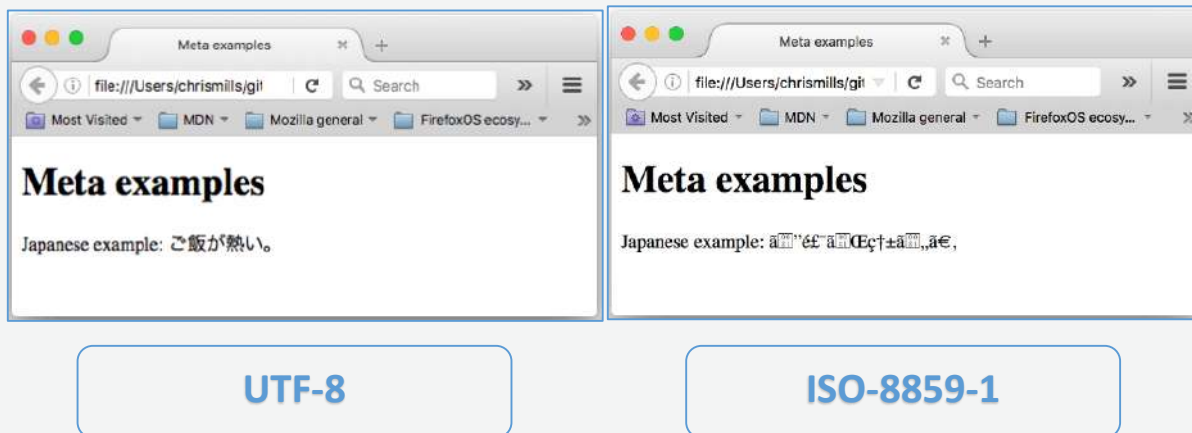 Meta examples
file:///Users/chrismills/git
Search
Most Visited
MDN
Mozilla general
FirefoxOS ecosy...
Meta examples
Japanese example: ご飯が熱い。
UTF-8
Meta examples
file:///Users/chrismills/git
Search
Most Visited
MDN
Mozilla general
FirefoxOS ecosy...
Meta examples
Japanese example:
ISO-8859-1